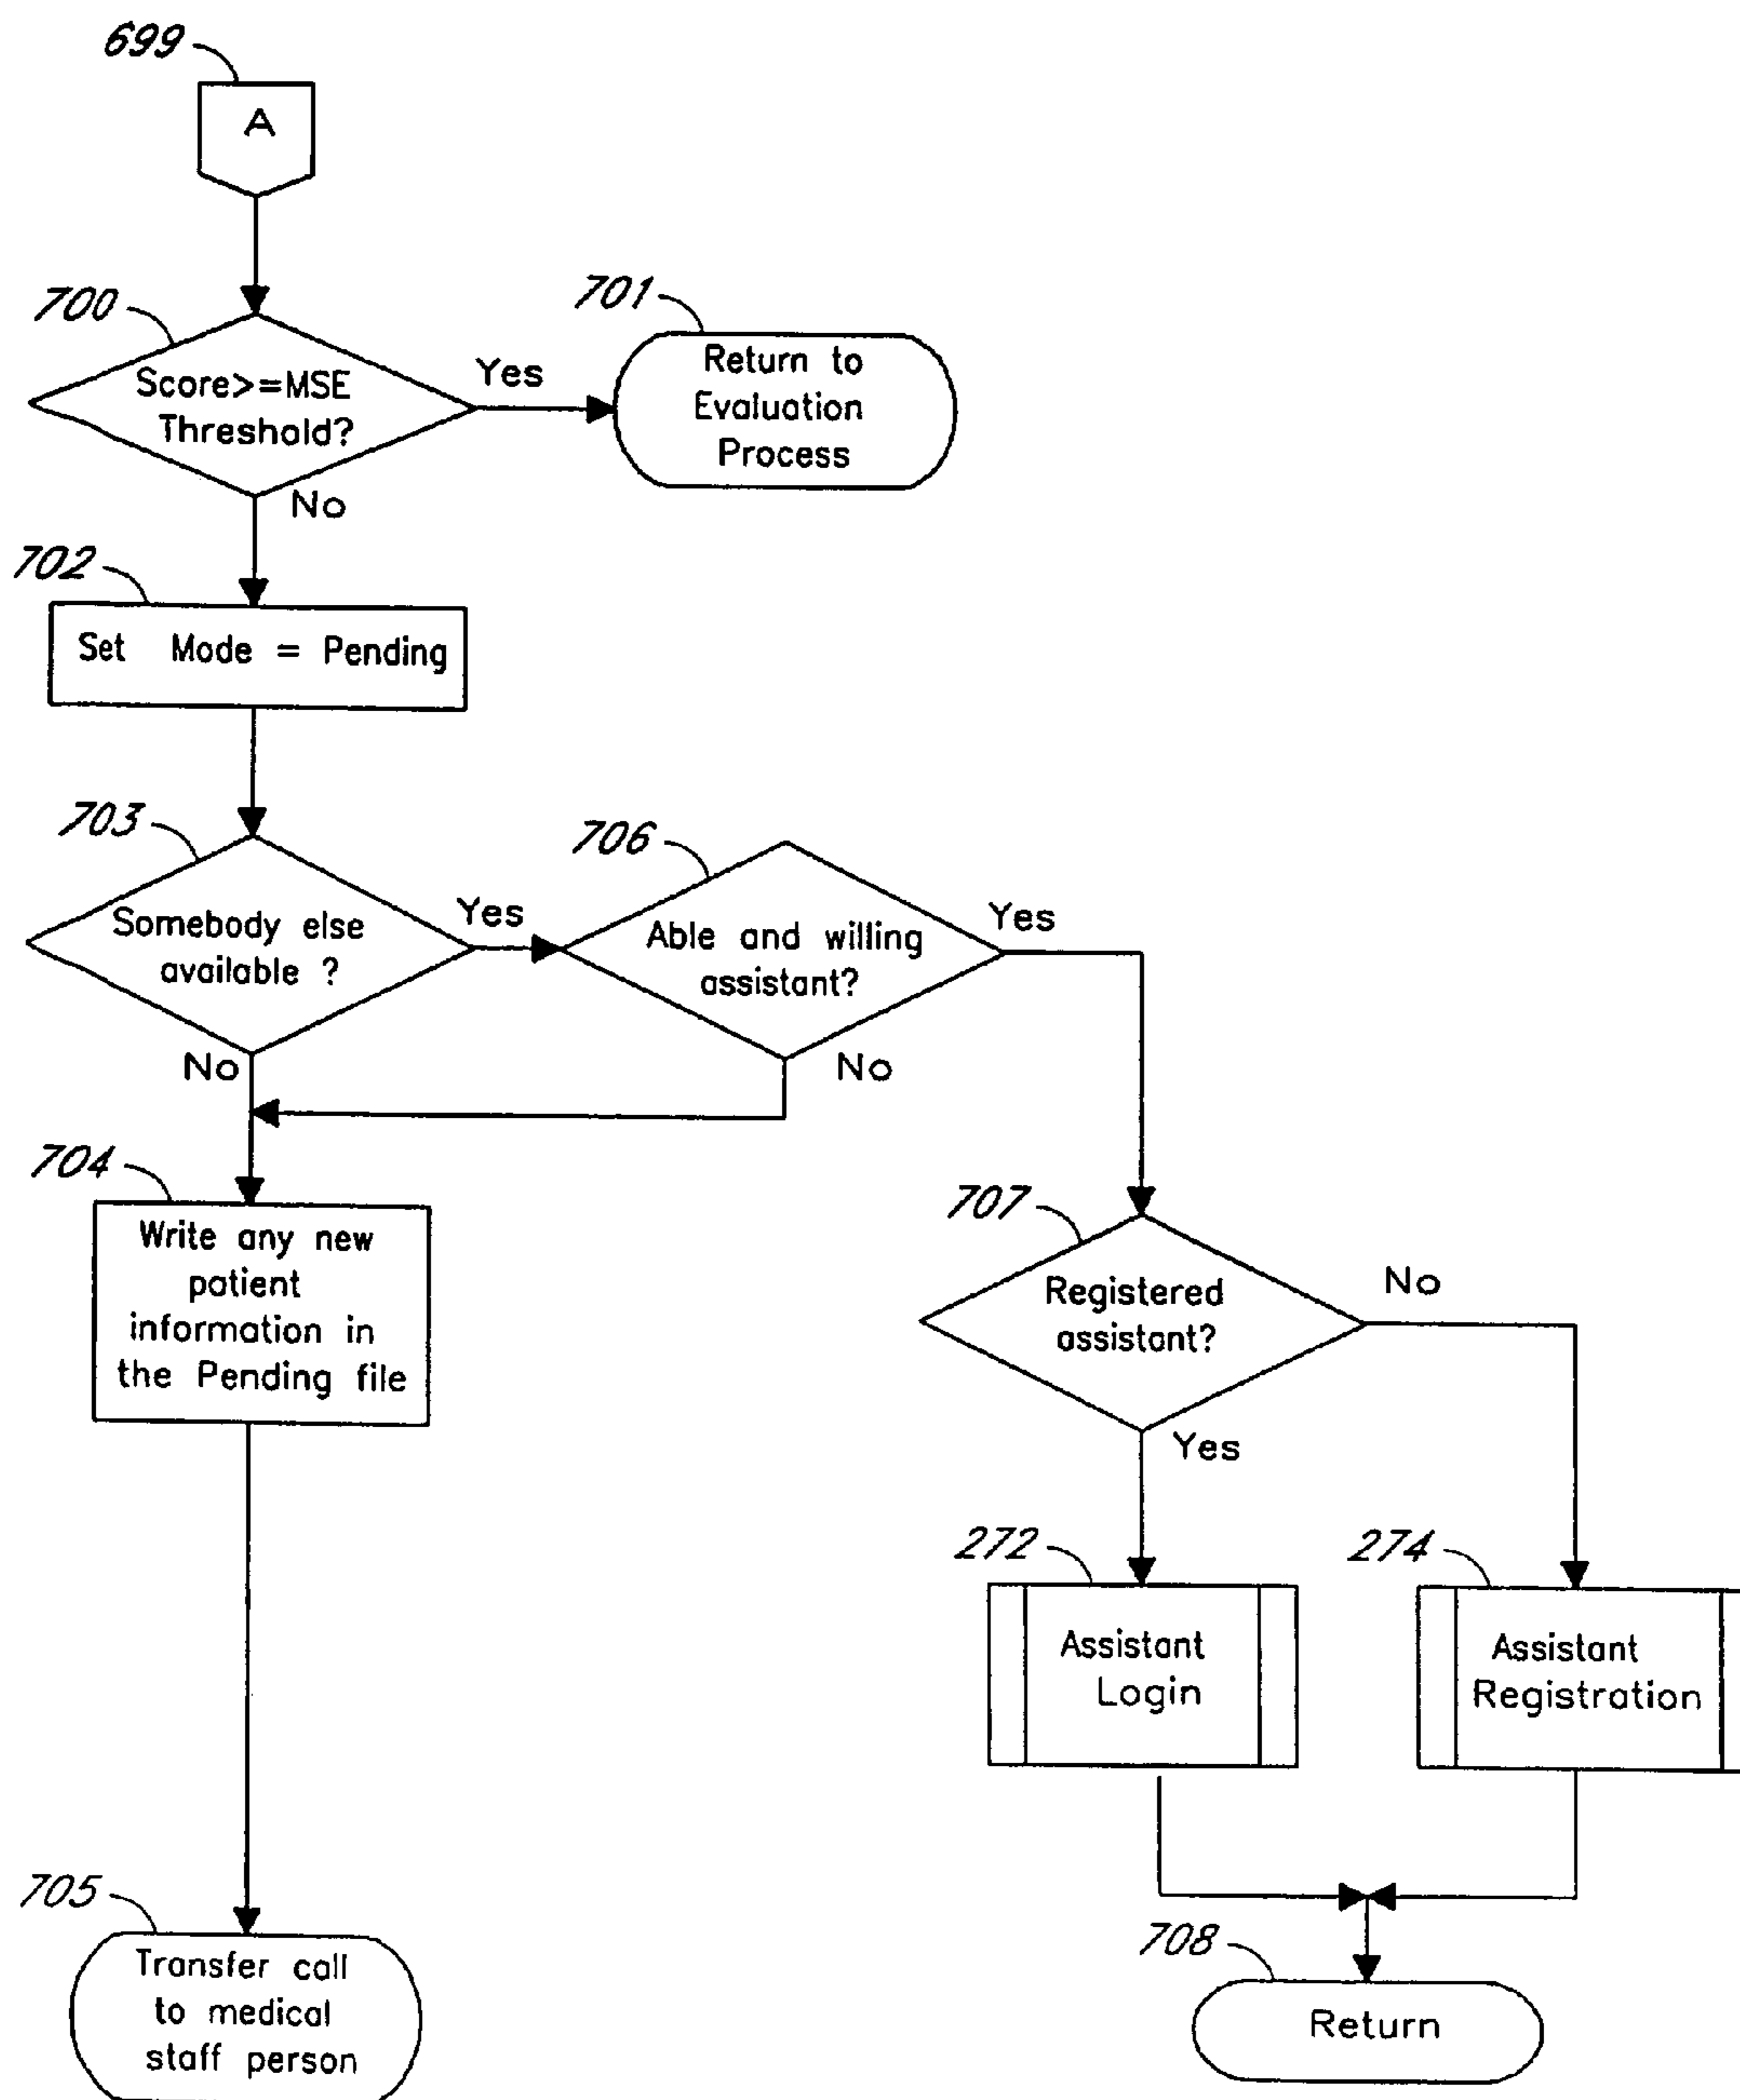 699
A
700
Score>=MSE
Threshold?
Yes
No
701
Return to
Evaluation
Process
702
Set Mode = Pending
703
Somebody else
available ?
Yes
No
706
Able and willing
assistant?
Yes
No
704
Write any new
patient
information in
the Pending file
707
Registered
assistant?
No
Yes
272
Assistant
Login
274
Assistant
Registration
705
Transfer call
to medical
staff person
708
Return